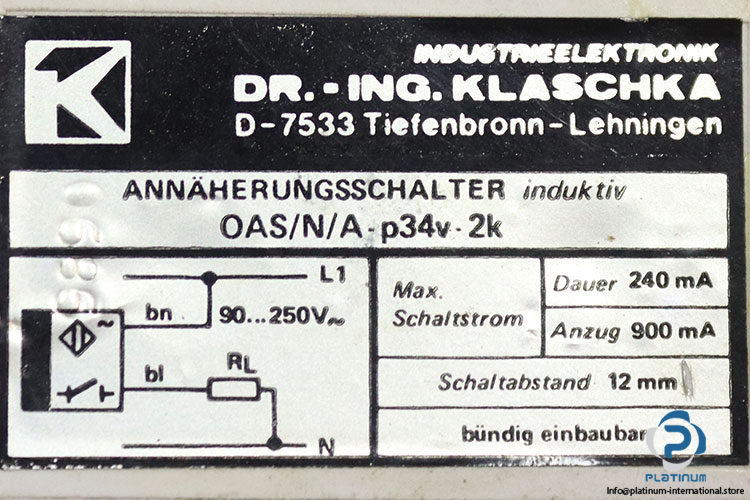 INDUSTRIEELEKTRONIK
DR.-ING. KLASCHKA
D-7533 Tiefenbronn-Lehningen
ANNÄHERUNGSSCHALTER induktiv
OAS/N/A-p34v-2k
L1
bn 90...250V~
~
bl RL
N
Max. Schaltstrom
Dauer 240 mA
Anzug 900 mA
Schaltabstand 12 mm
bündig einbaubar
PLATINUM
Info@platinum-international.store